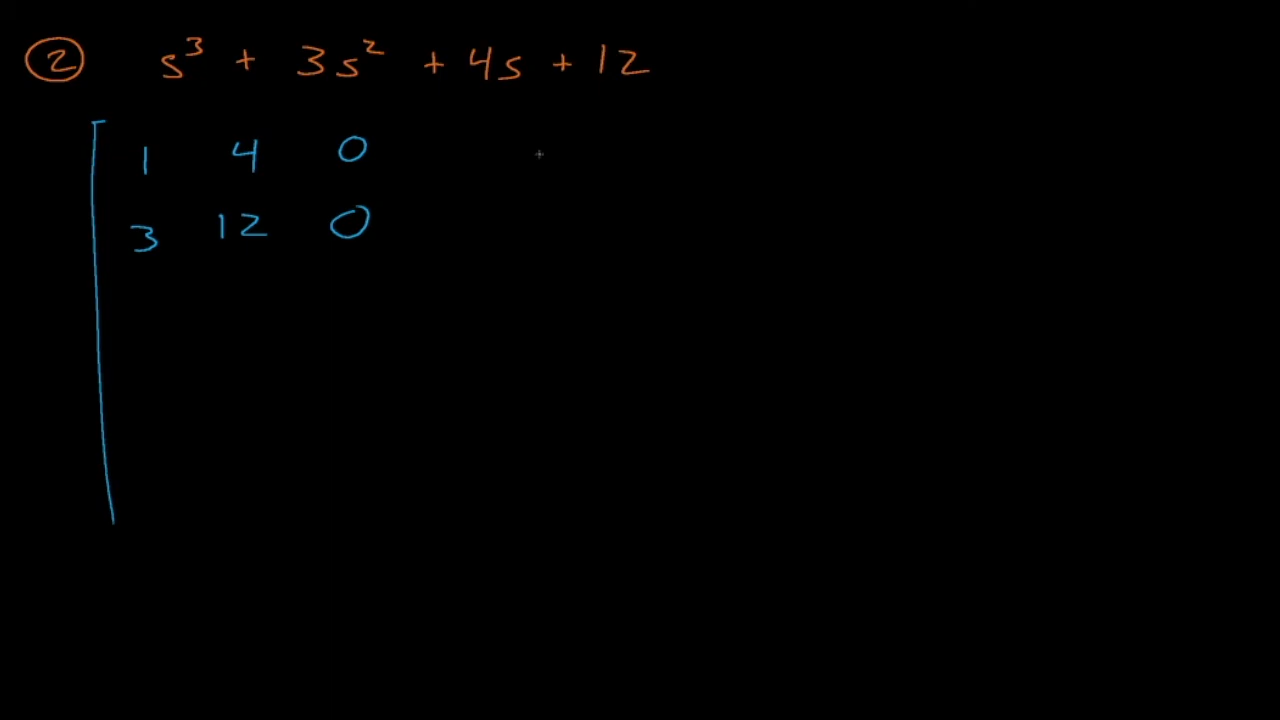 ② s³ + 3s² + 4s + 12
1 4 0
3 12 0